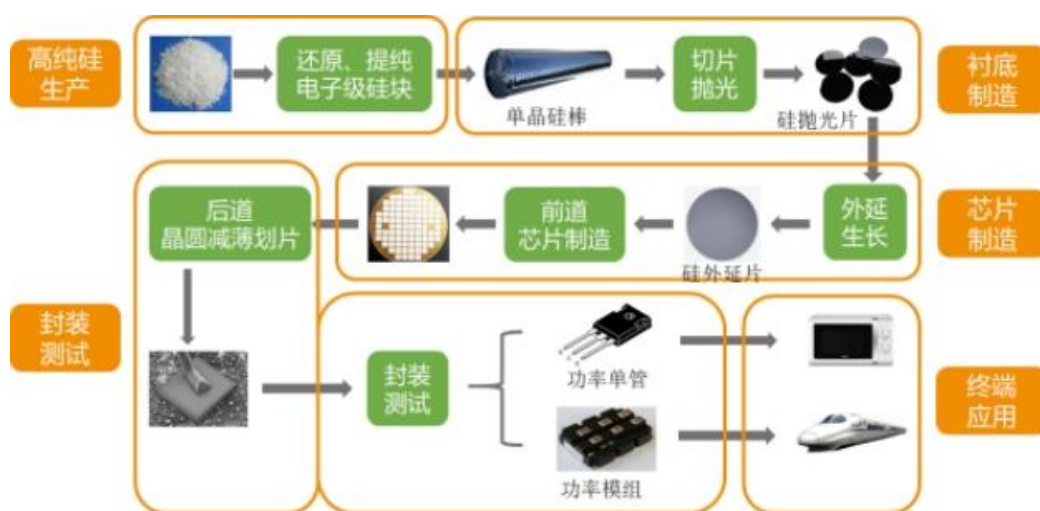 高纯硅
生产
还原、提纯
电子级硅块
单晶硅棒
切片
抛光
硅抛光片
衬底
制造
后道
晶圆减薄划片
前道
芯片制造
硅外延片
外延
生长
芯片
制造
封装
测试
封装
测试
功率单管
功率模组
终端
应用